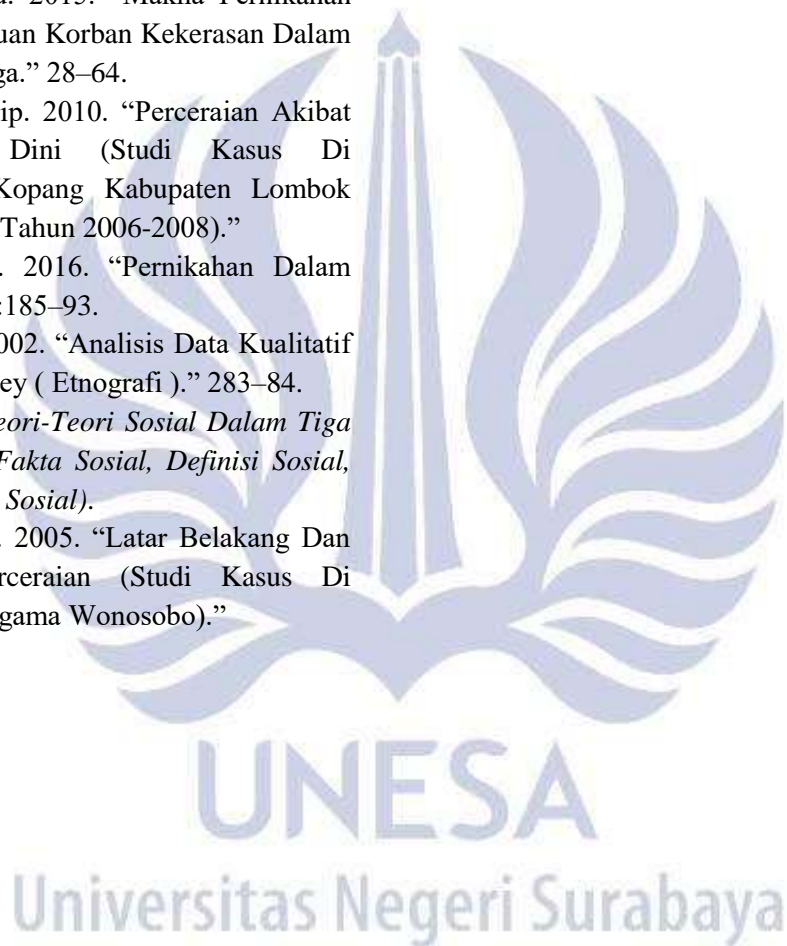 2015. “Makna Pernikahan
uan Korban Kekerasan Dalam
ga.” 28–64.
ip. 2010. “Perceraian Akibat
Dini (Studi Kasus Di
Kopang Kabupaten Lombok
Tahun 2006-2008).”
. 2016. “Pernikahan Dalam
:185–93.
002. “Analisis Data Kualitatif
ey ( Etnografi ).” 283–84.
eori-Teori Sosial Dalam Tiga
Fakta Sosial, Definisi Sosial,
Sosial).
. 2005. “Latar Belakang Dan
rceraian (Studi Kasus Di
gama Wonosobo).”
UNESA
Universitas Negeri Surabaya